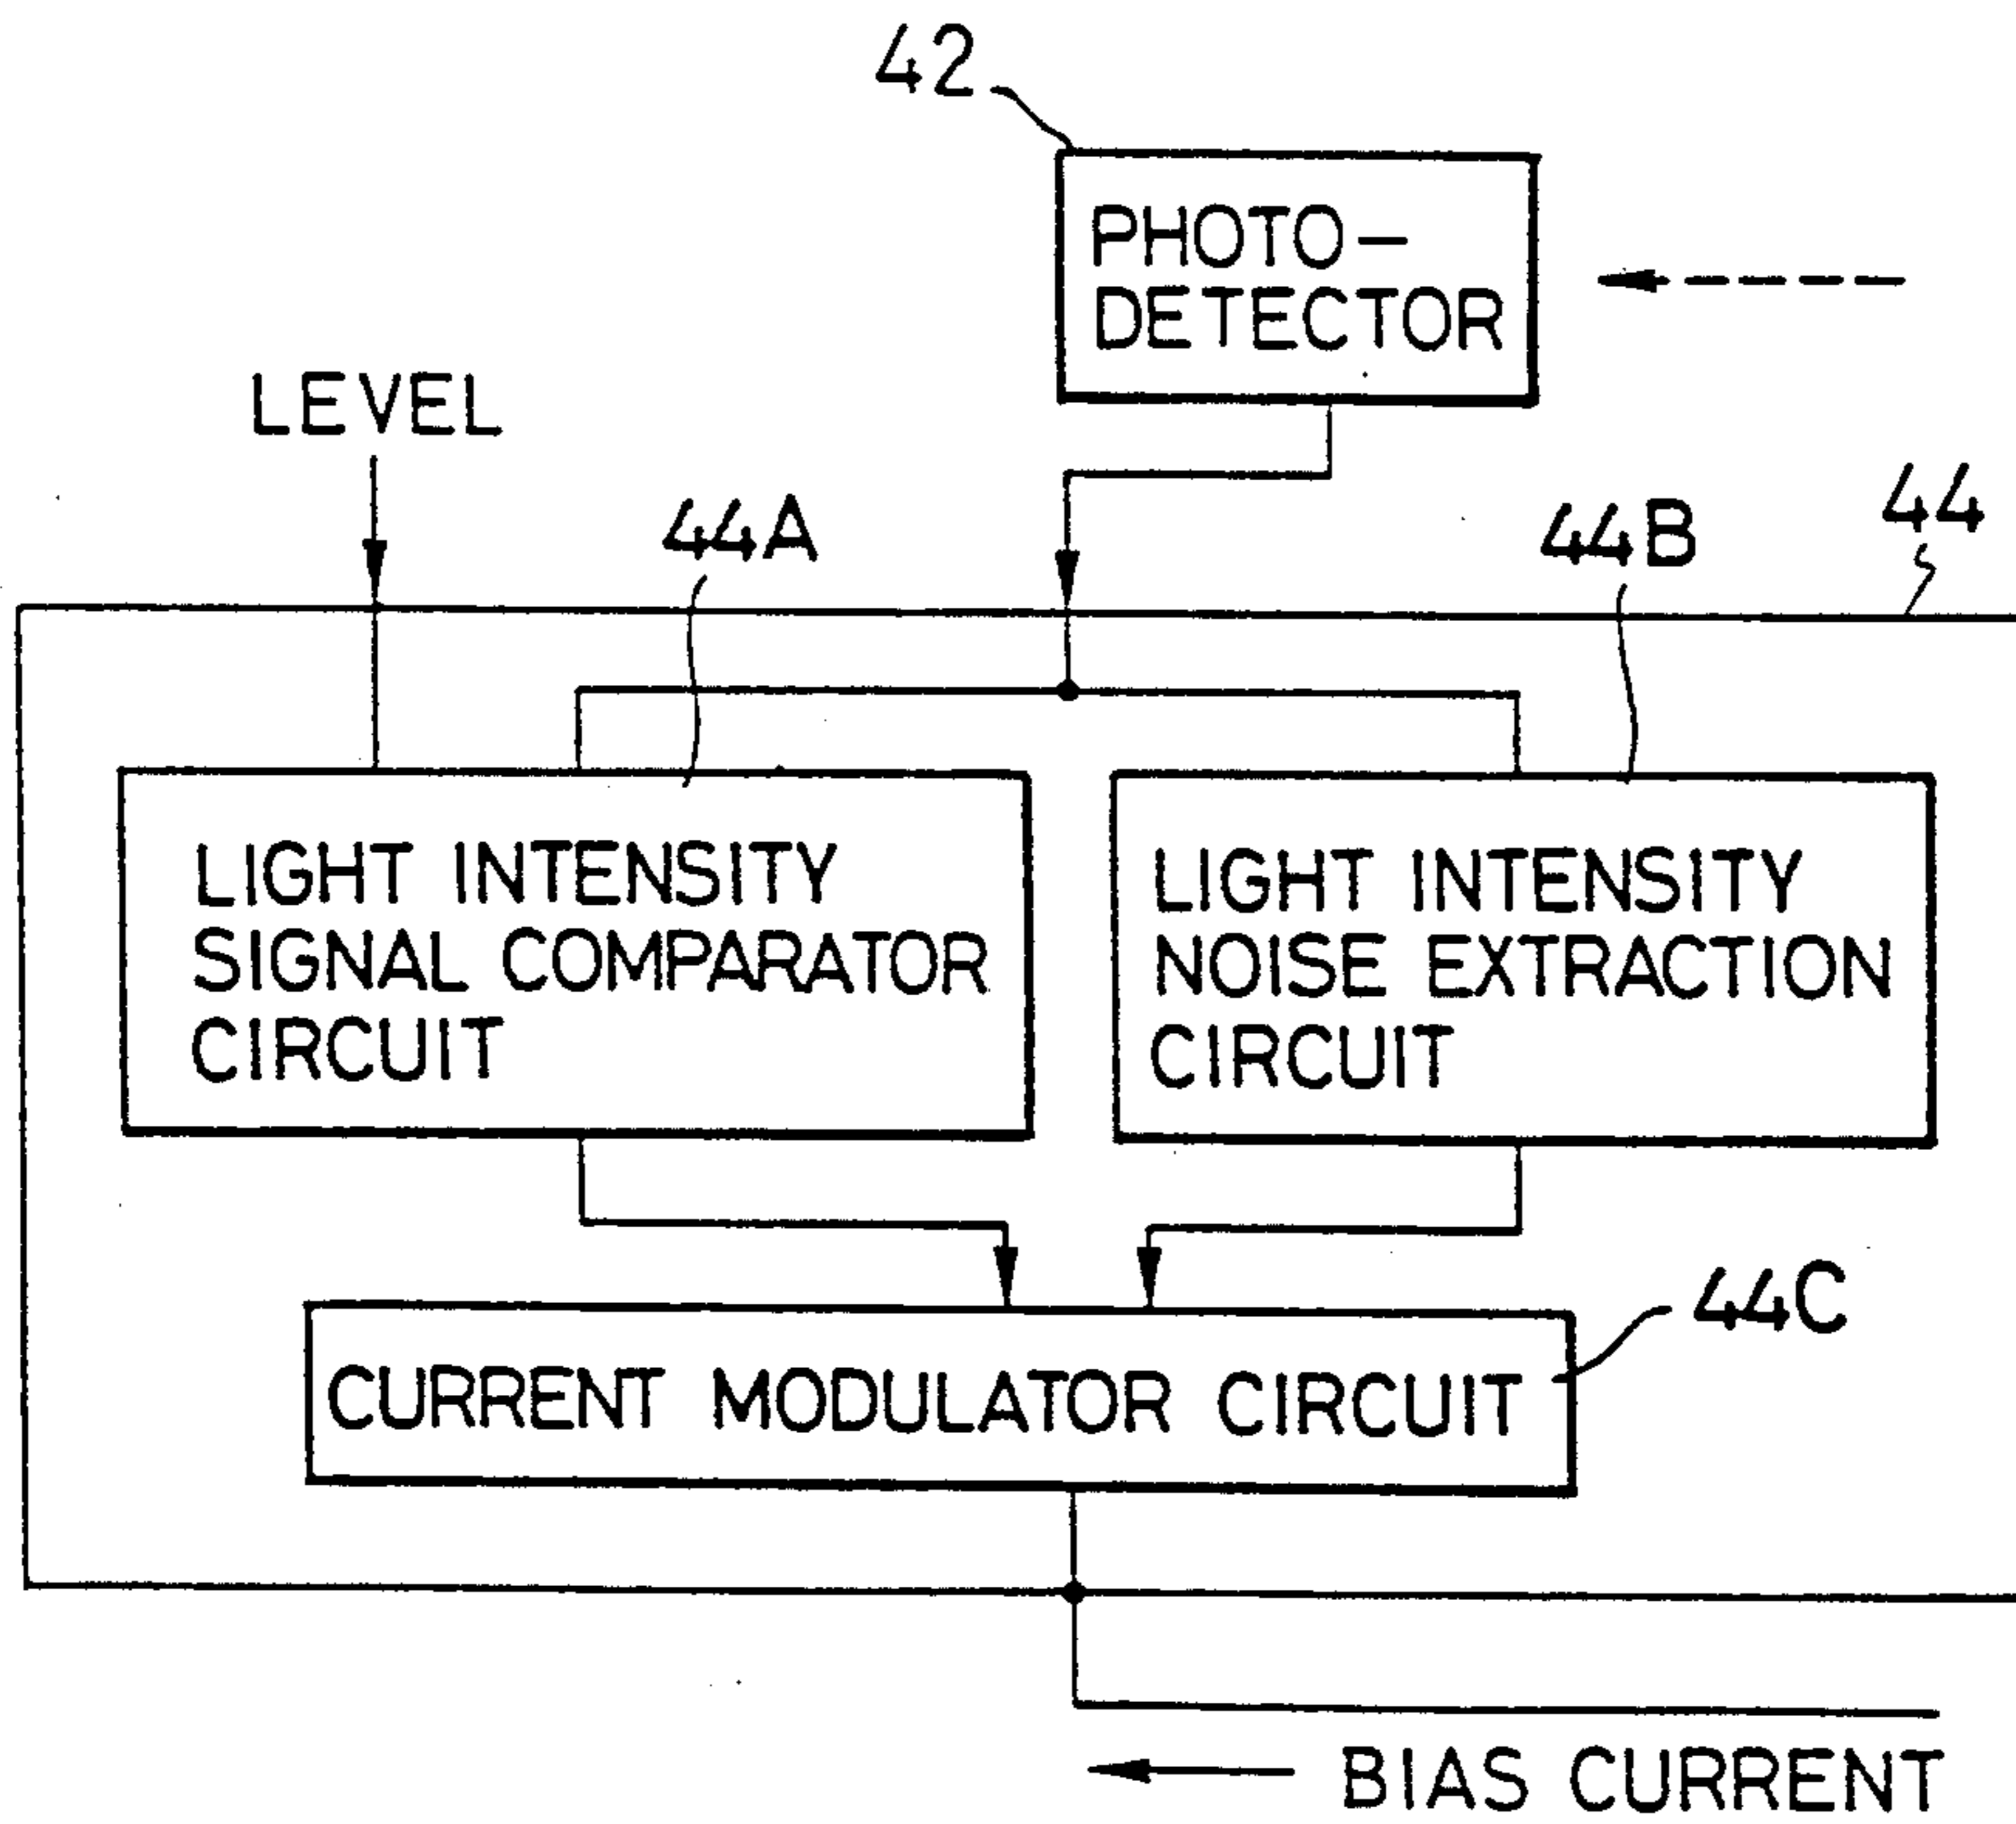 42
PHOTO-
DETECTOR
LEVEL
44A
44B
44
LIGHT INTENSITY
SIGNAL COMPARATOR
CIRCUIT
LIGHT INTENSITY
NOISE EXTRACTION
CIRCUIT
44C
CURRENT MODULATOR CIRCUIT
BIAS CURRENT